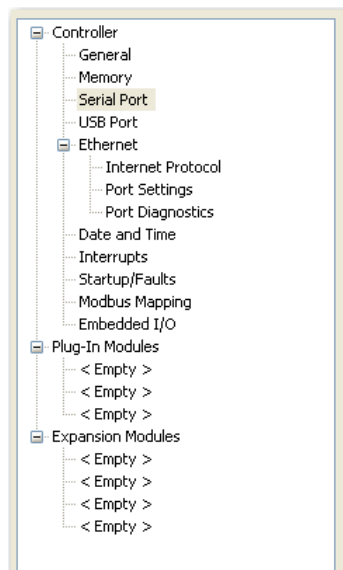 Controller
General
Memory
Serial Port
USB Port
Ethernet
Internet Protocol
Port Settings
Port Diagnostics
Date and Time
Interrupts
Startup/Faults
Modbus Mapping
Embedded I/O
Plug-In Modules
< Empty >
< Empty >
< Empty >
Expansion Modules
< Empty >
< Empty >
< Empty >
< Empty >